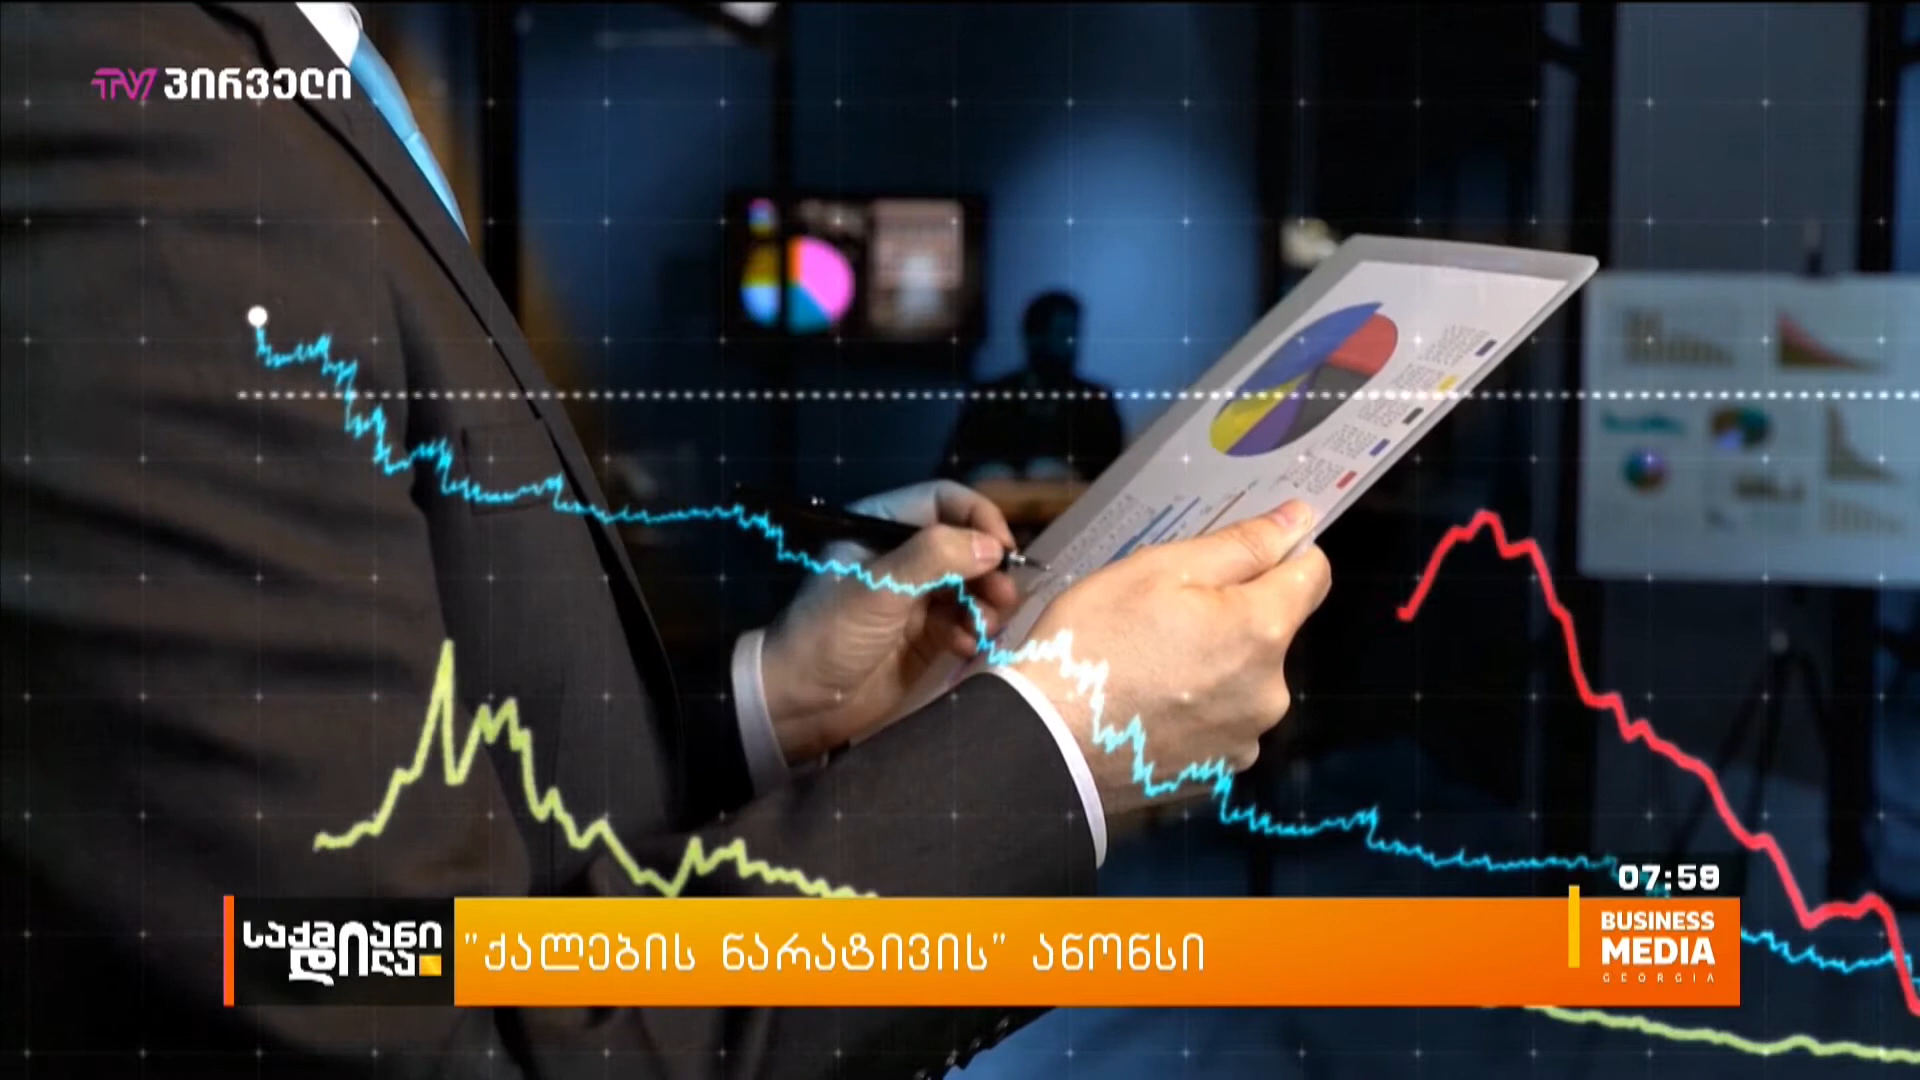 TV პირველი
07:58
საქმიანი
დილა
"ქალების ნარატივის" ანონსი
BUSINESS
MEDIA
GEORGIA